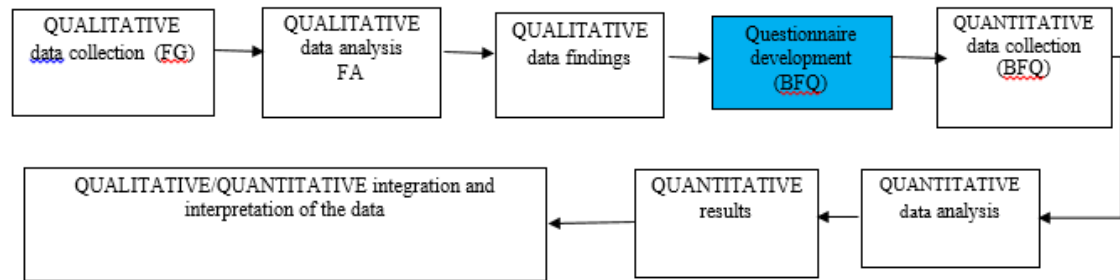 QUALITATIVE
data collection (FG)
QUALITATIVE
data analysis
FA
QUALITATIVE
data findings
Questionnaire
development
(BFQ)
QUANTITATIVE
data collection
(BFQ)
QUALITATIVE/QUANTITATIVE integration and
interpretation of the data
QUANTITATIVE
results
QUANTITATIVE
data analysis